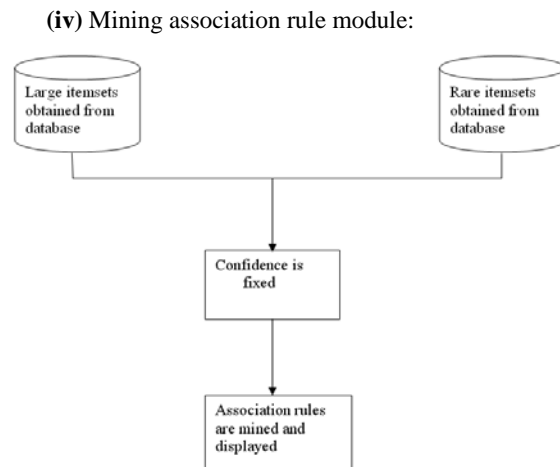 (iv) Mining association rule module:
Large itemsets
obtained from
database
Rare itemsets
obtained from
database
Confidence is
fixed
Association rules
are mined and
displayed